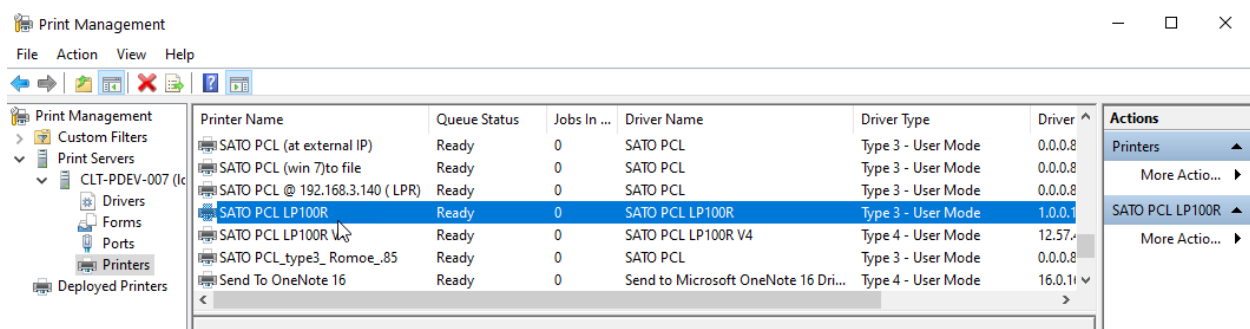 Print Management
File Action View Help
Print Management
Custom Filters
Print Servers
CLT-PDEV-007 (lc
Drivers
Forms
Ports
Printers
Deployed Printers
Printer Name Queue Status Jobs In ... Driver Name Driver Type Driver
SATO PCL (at external IP) Ready 0 SATO PCL Type 3 - User Mode 0.0.0.8
SATO PCL (win 7)to file Ready 0 SATO PCL Type 3 - User Mode 0.0.0.8
SATO PCL @ 192.168.3.140 ( LPR) Ready 0 SATO PCL Type 3 - User Mode 0.0.0.8
SATO PCL LP100R Ready 0 SATO PCL LP100R Type 3 - User Mode 1.0.0.1
SATO PCL LP100R Ready 0 SATO PCL LP100R V4 Type 4 - User Mode 12.57.
SATO PCL_type3_ Romoe_.85 Ready 0 SATO PCL Type 3 - User Mode 0.0.0.8
Send To OneNote 16 Ready 0 Send to Microsoft OneNote 16 Dri... Type 4 - User Mode 16.0.1
Actions
Printers
More Actio...
SATO PCL LP100R
More Actio...